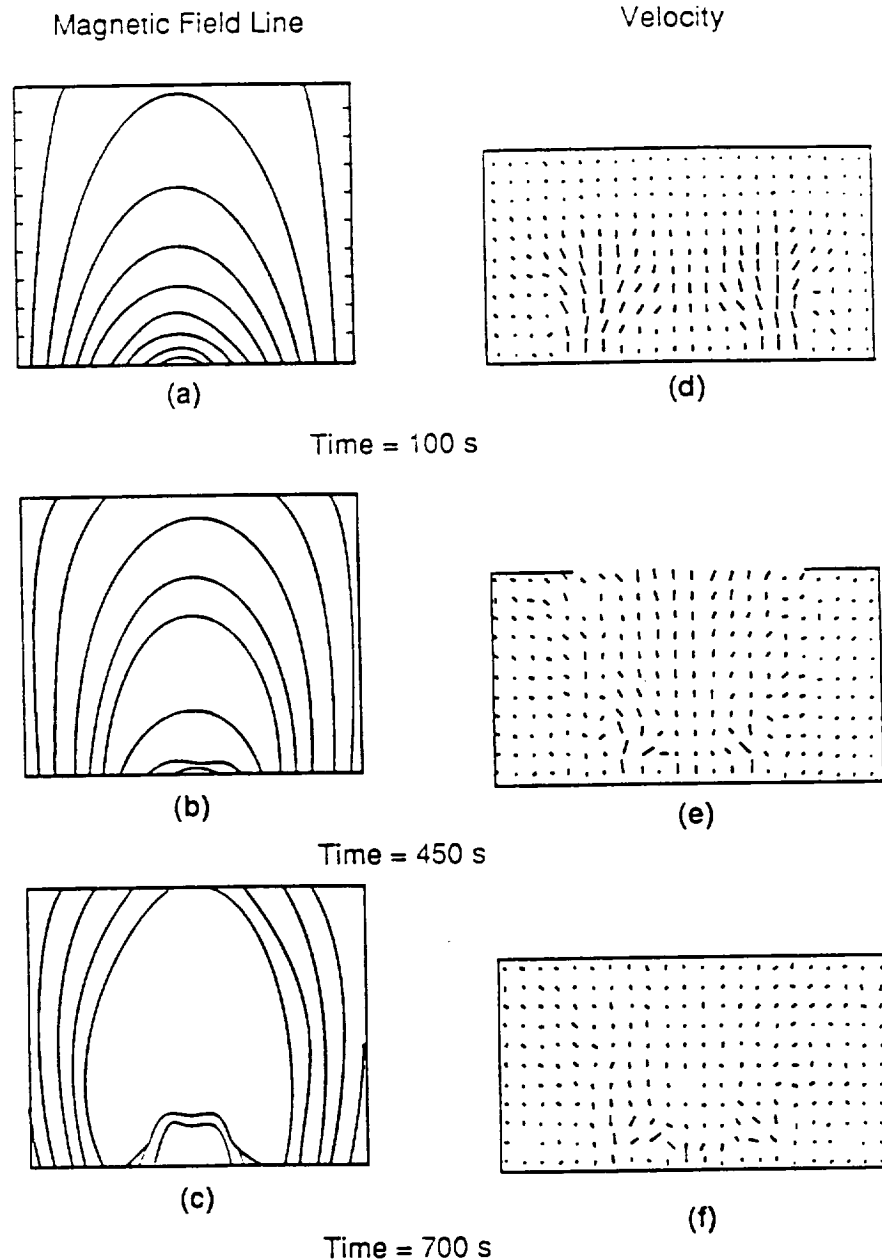 Magnetic Field Line
Velocity
(a)
(d)
Time = 100 s
(b)
(e)
Time = 450 s
(c)
(f)
Time = 700 s